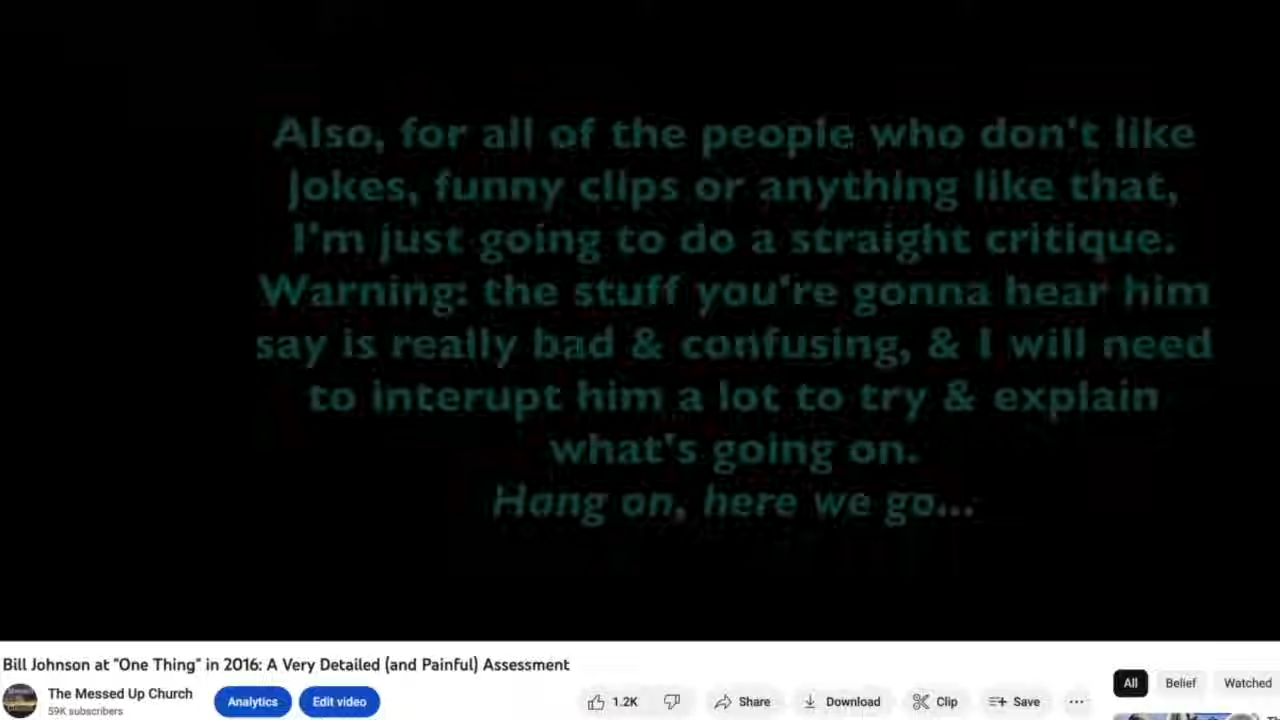 Also, for all of the people who don't like
jokes, funny clips or anything like that,
I'm just going to do a straight critique.
Warning: the stuff you're gonna hear him
say is really bad & confusing, & I will need
to interupt him a lot to try & explain
what's going on.
Hang on, here we go...
Bill Johnson at "One Thing" in 2016: A Very Detailed (and Painful) Assessment
The Messed Up Church
59K subscribers
Analytics
Edit video
1.2K
Share
Download
Clip
Save
All
Belief
Watched